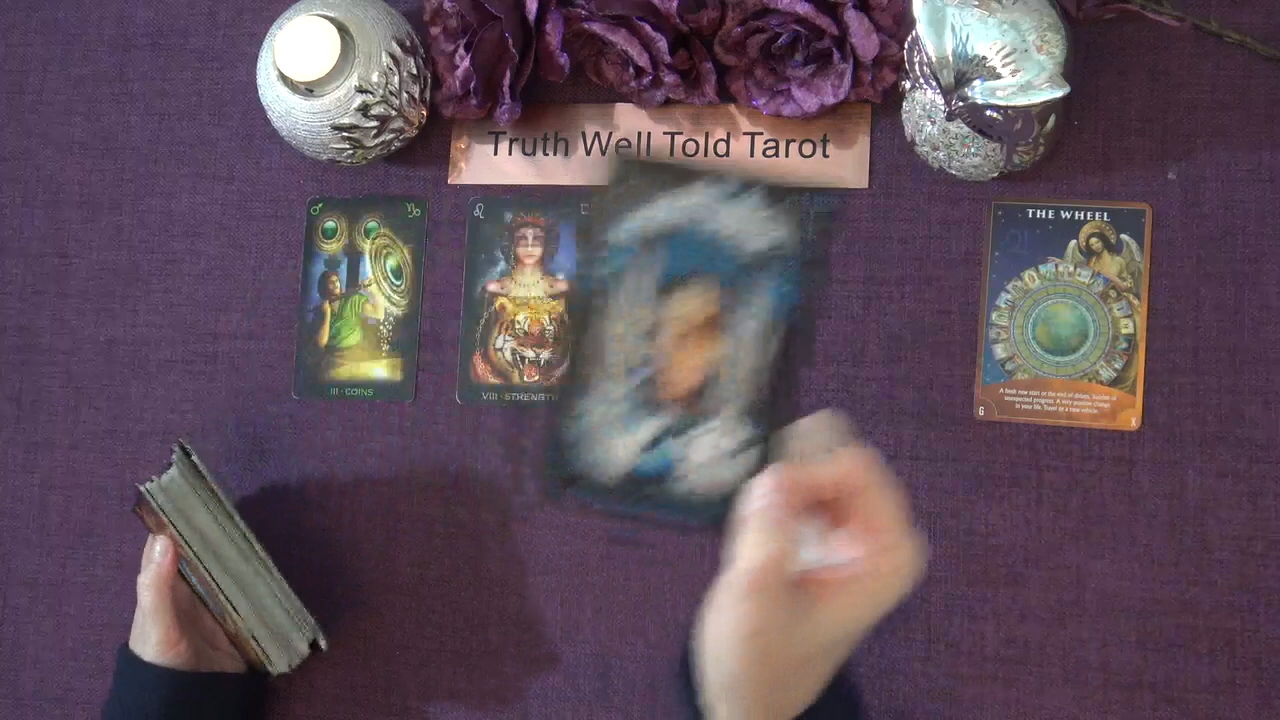 Truth Well Told Tarot
III · COINS
VIII · STRENGTH
THE WHEEL
A fresh new start or the end of delays. Sudden or
unexpected progress. A very positive change
in your life. Travel or a new vehicle.
G
X